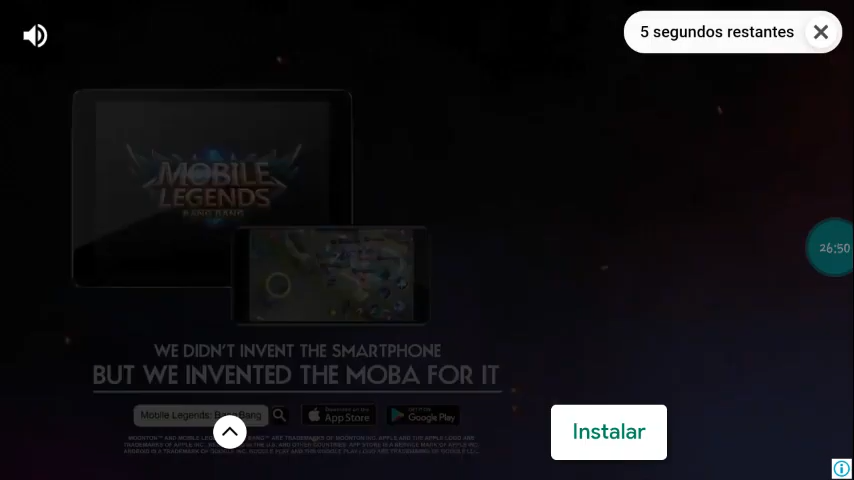 5 segundos restantes
MOBILE
LEGENDS
BANG BANG
26:50
WE DIDN'T INVENT THE SMARTPHONE
BUT WE INVENTED THE MOBA FOR IT
Mobile Legends: Bang Bang
App Store
Google Play
Instalar